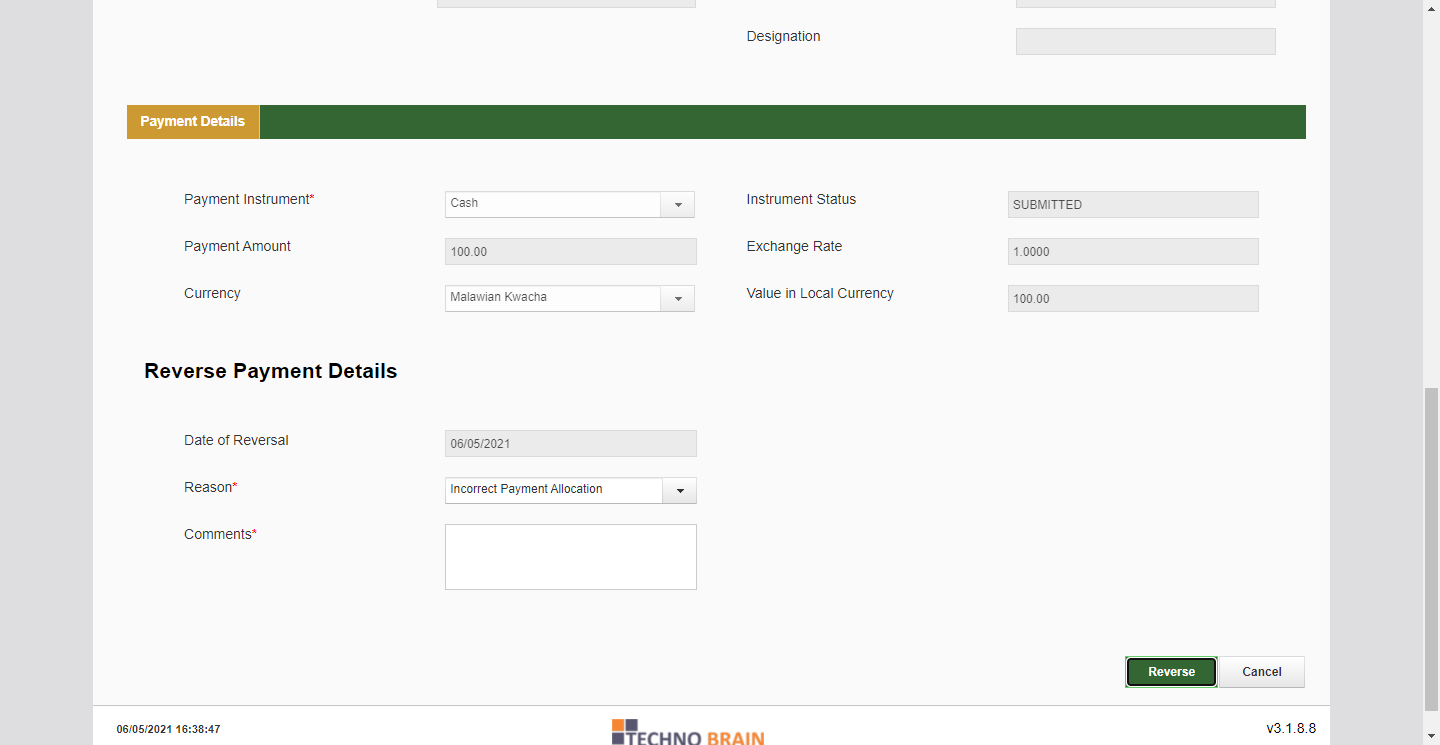 Designation
Payment Details
Payment Instrument* Cash Instrument Status SUBMITTED
Payment Amount 100.00 Exchange Rate 1.0000
Currency Malawian Kwacha Value in Local Currency 100.00
Reverse Payment Details
Date of Reversal 06/05/2021
Reason* Incorrect Payment Allocation
Comments*
Reverse Cancel
06/05/2021 16:38:47 TECHNO BRAIN v3.1.8.8